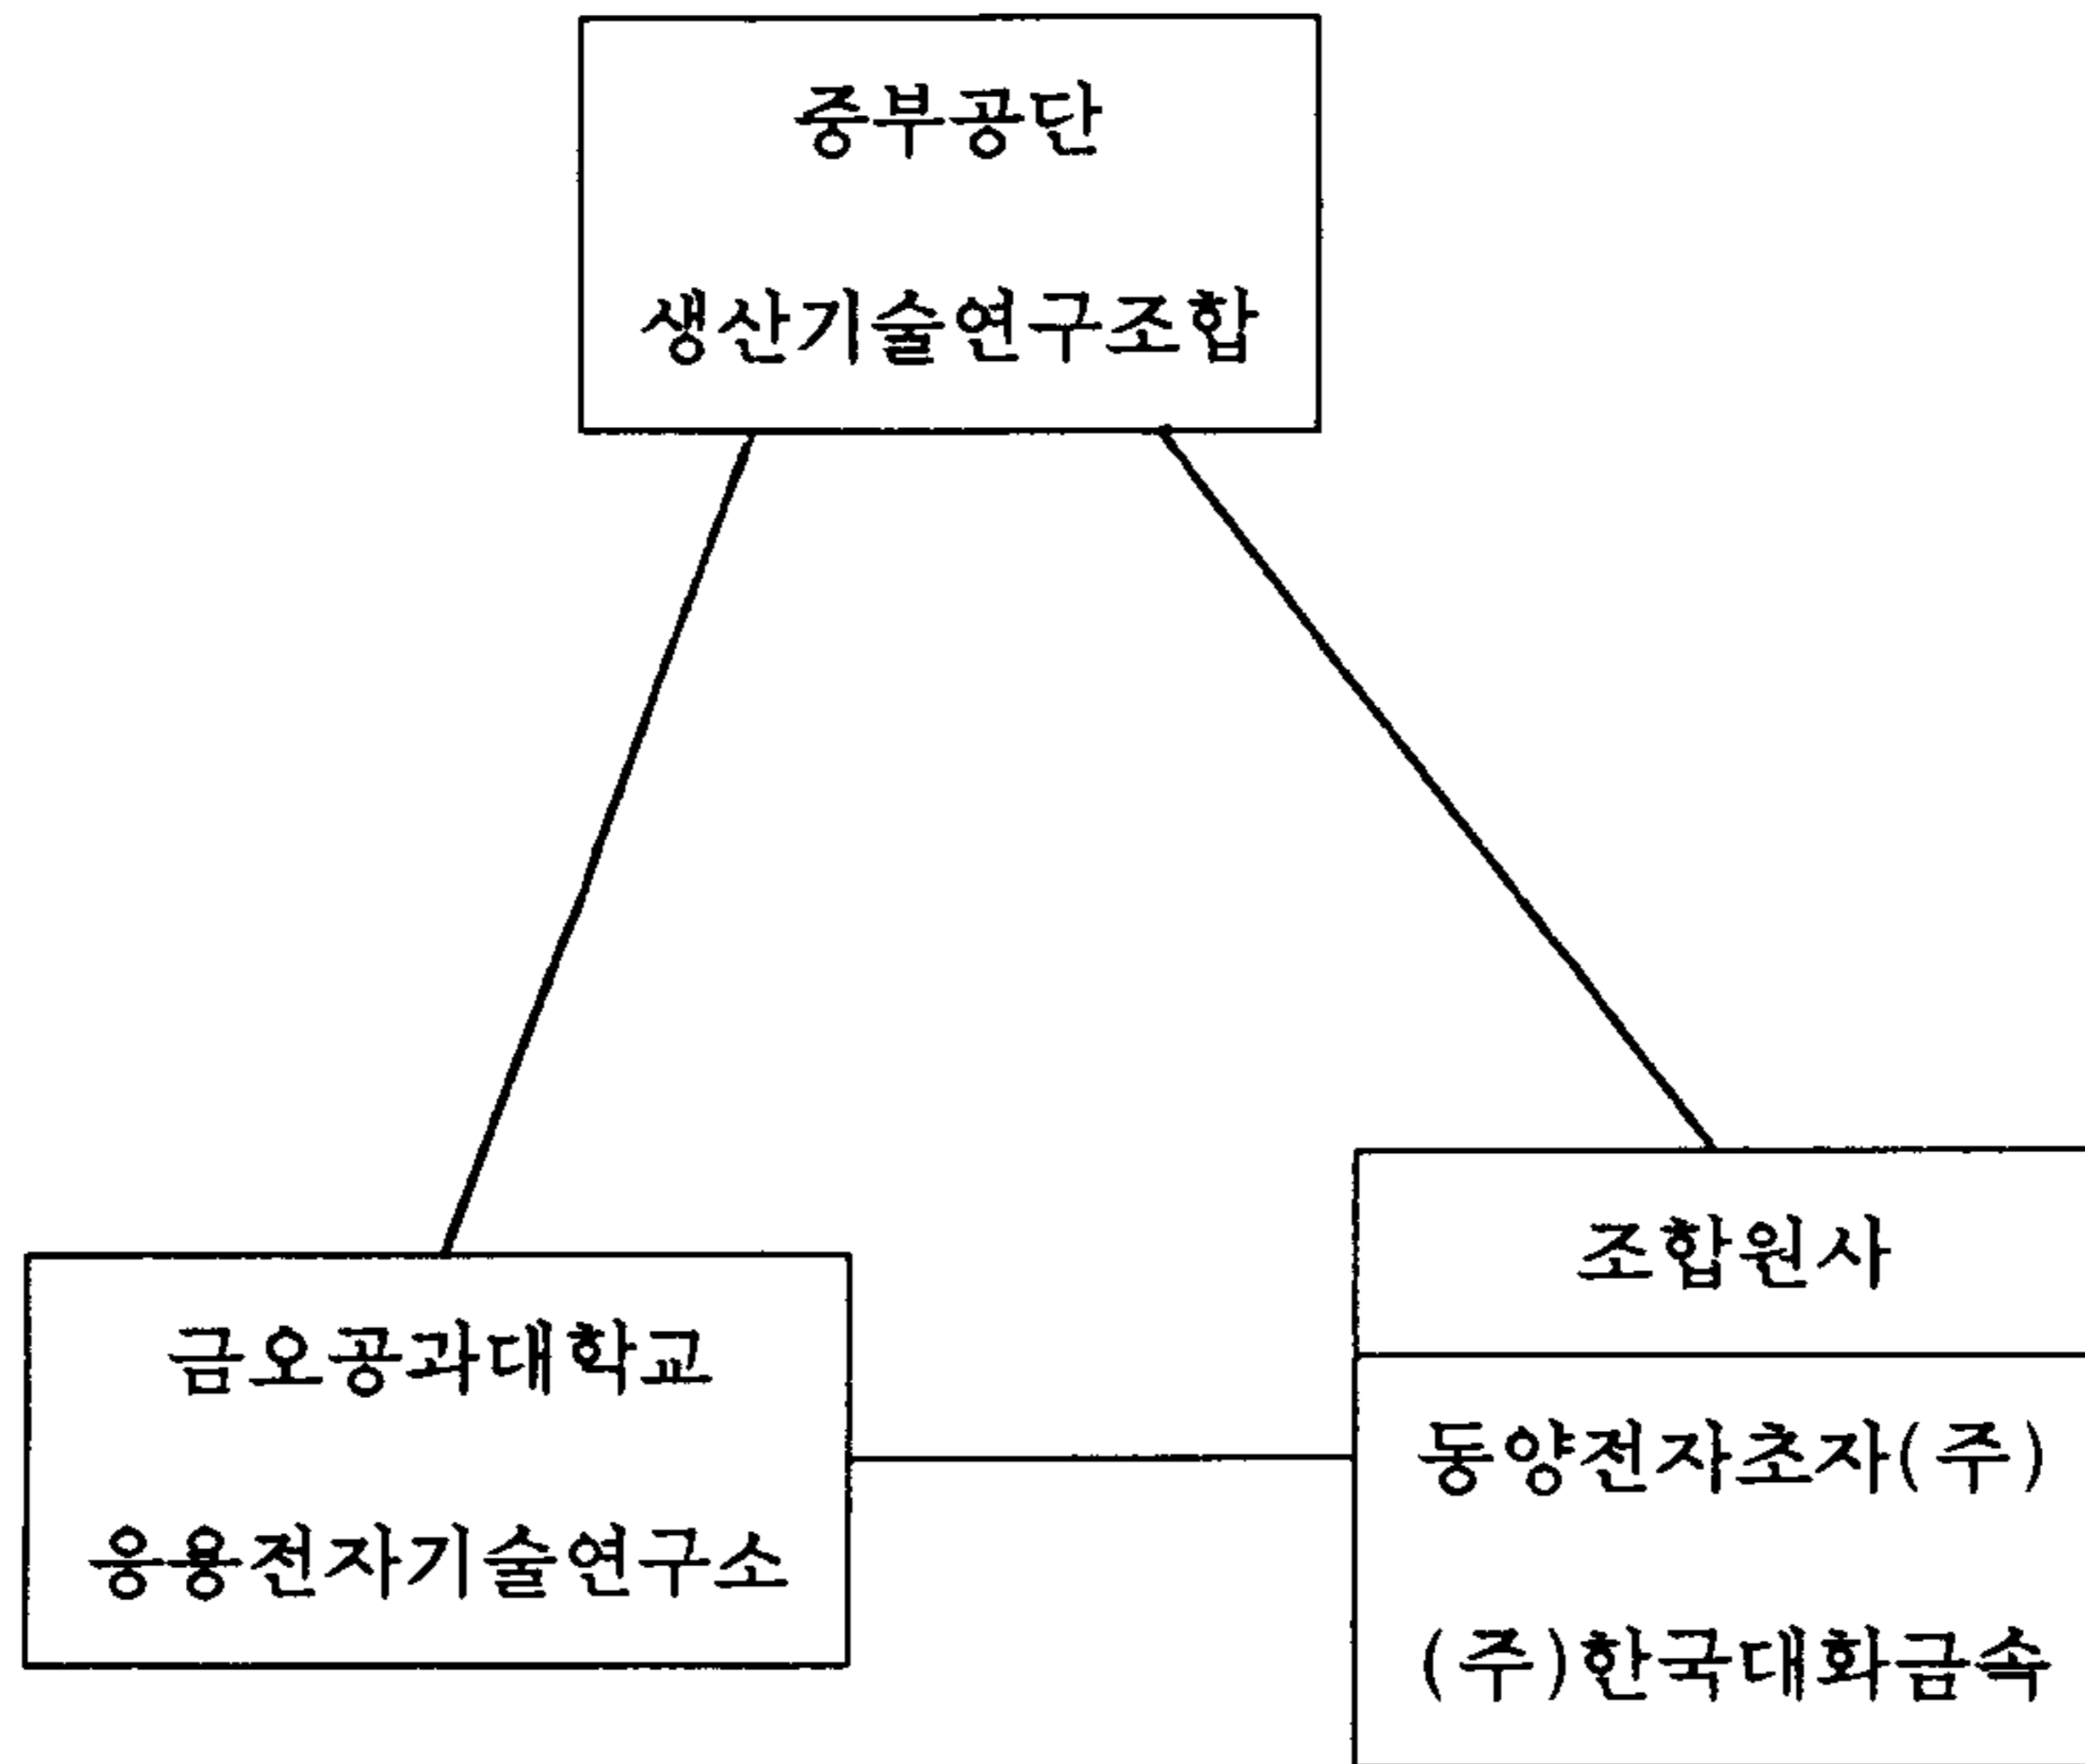 중부공단
생산기술연구조합
금오공과대학교
응용전자기술연구소
조합원사
동양전자초자(주)
(주)한국대화금속